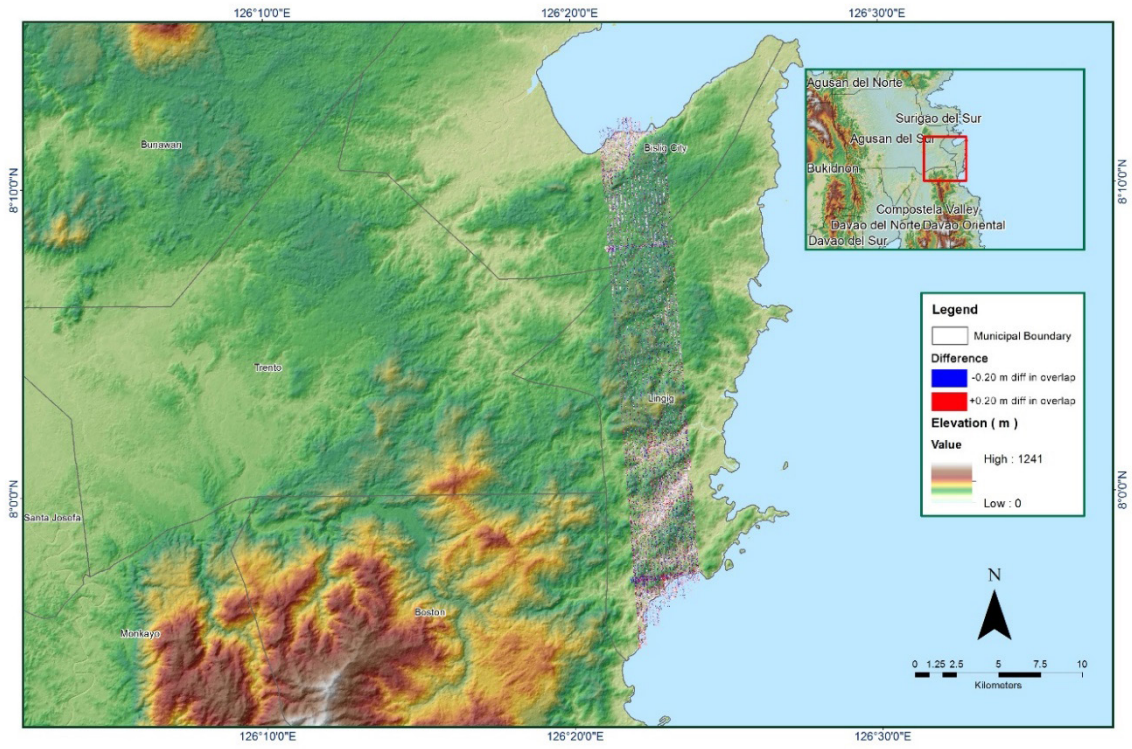 126°10'0"E
126°20'0"E
126°30'0"E
8°10'0"N
8°0'0"N
Bunawan
Bislig City
Trento
Lingig
Santa Josefa
Boston
Monkayo
Agusan del Norte
Surigao del Sur
Agusan del Sur
Bukidnon
Compostela Valley
Davao del Norte
Davao Oriental
Davao del Sur
8°10'0"N
8°0'0"N
Legend
Municipal Boundary
Difference
-0.20 m diff in overlap
+0.20 m diff in overlap
Elevation ( m )
Value
High : 1241
Low : 0
N
0 1.25 2.5 5 7.5 10
Kilometers
126°10'0"E
126°20'0"E
126°30'0"E